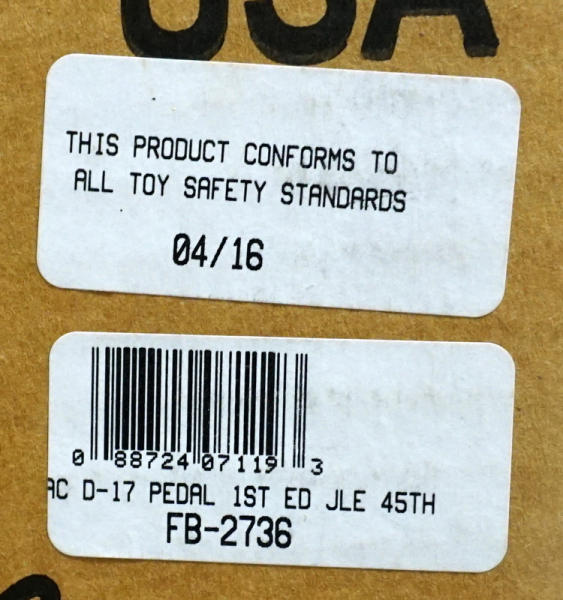 USA
THIS PRODUCT CONFORMS TO
ALL TOY SAFETY STANDARDS
04/16
0 88724 07119 3
AC D-17 PEDAL 1ST ED JLE 45TH
FB-2736